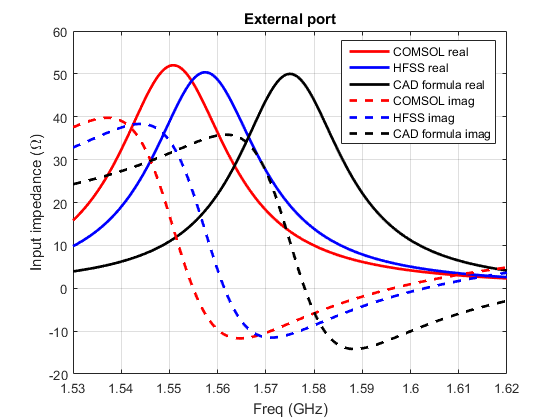 External port
60
50
40
30
20
10
0
-10
-20
Input impedance (Ω)
COMSOL real
HFSS real
CAD formula real
COMSOL imag
HFSS imag
CAD formula imag
1.53 1.54 1.55 1.56 1.57 1.58 1.59 1.6 1.61 1.62
Freq (GHz)